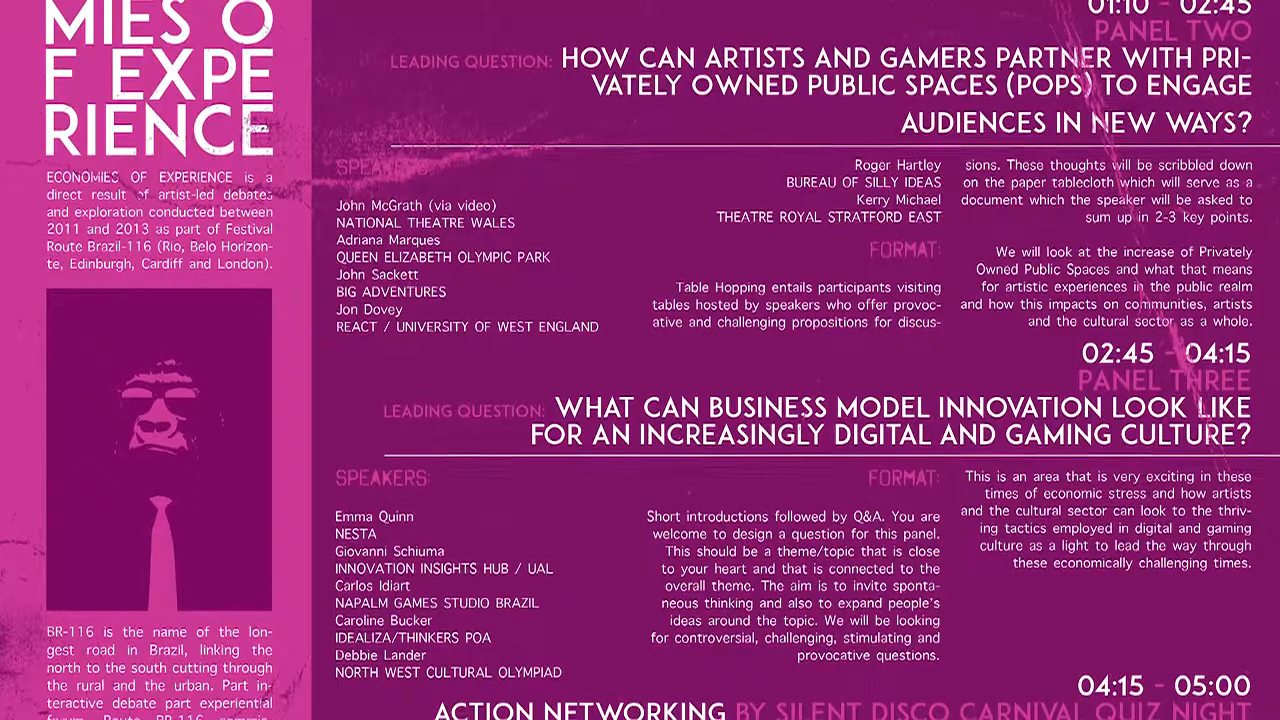 MIES O
F EXPE
RIENCE
ECONOMIES OF EXPERIENCE is a
direct result of artist-led debates
and exploration conducted between
2011 and 2013 as part of Festival
Route Brazil-116 (Rio, Belo Horizon-
te, Edinburgh, Cardiff and London).
BR-116 is the name of the lon-
gest road in Brazil, linking the
north to the south cutting through
the rural and the urban. Part in-
teractive debate part experiential
forum, Route BR-116 commis-
01:10 - 02:45
PANEL TWO
LEADING QUESTION: HOW CAN ARTISTS AND GAMERS PARTNER WITH PRI-
VATELY OWNED PUBLIC SPACES (POPS) TO ENGAGE
AUDIENCES IN NEW WAYS?
SPEAKERS:
John McGrath (via video)
NATIONAL THEATRE WALES
Adriana Marques
QUEEN ELIZABETH OLYMPIC PARK
John Sackett
BIG ADVENTURES
Jon Dovey
REACT / UNIVERSITY OF WEST ENGLAND
Roger Hartley
BUREAU OF SILLY IDEAS
Kerry Michael
THEATRE ROYAL STRATFORD EAST
FORMAT:
Table Hopping entails participants visiting
tables hosted by speakers who offer provoc-
ative and challenging propositions for discus-
sions. These thoughts will be scribbled down
on the paper tablecloth which will serve as a
document which the speaker will be asked to
sum up in 2-3 key points.
We will look at the increase of Privately
Owned Public Spaces and what that means
for artistic experiences in the public realm
and how this impacts on communities, artists
and the cultural sector as a whole.
02:45 - 04:15
PANEL THREE
LEADING QUESTION: WHAT CAN BUSINESS MODEL INNOVATION LOOK LIKE
FOR AN INCREASINGLY DIGITAL AND GAMING CULTURE?
SPEAKERS:
Emma Quinn
NESTA
Giovanni Schiuma
INNOVATION INSIGHTS HUB / UAL
Carlos Idiart
NAPALM GAMES STUDIO BRAZIL
Caroline Bucker
IDEALIZA/THINKERS POA
Debbie Lander
NORTH WEST CULTURAL OLYMPIAD
FORMAT:
Short introductions followed by Q&A. You are
welcome to design a question for this panel.
This should be a theme/topic that is close
to your heart and that is connected to the
overall theme. The aim is to invite sponta-
neous thinking and also to expand people's
ideas around the topic. We will be looking
for controversial, challenging, stimulating and
provocative questions.
This is an area that is very exciting in these
times of economic stress and how artists
and the cultural sector can look to the thriv-
ing tactics employed in digital and gaming
culture as a light to lead the way through
these economically challenging times.
04:15 - 05:00
ACTION NETWORKING BY SILENT DISCO CARNIVAL QUIZ NIGHT